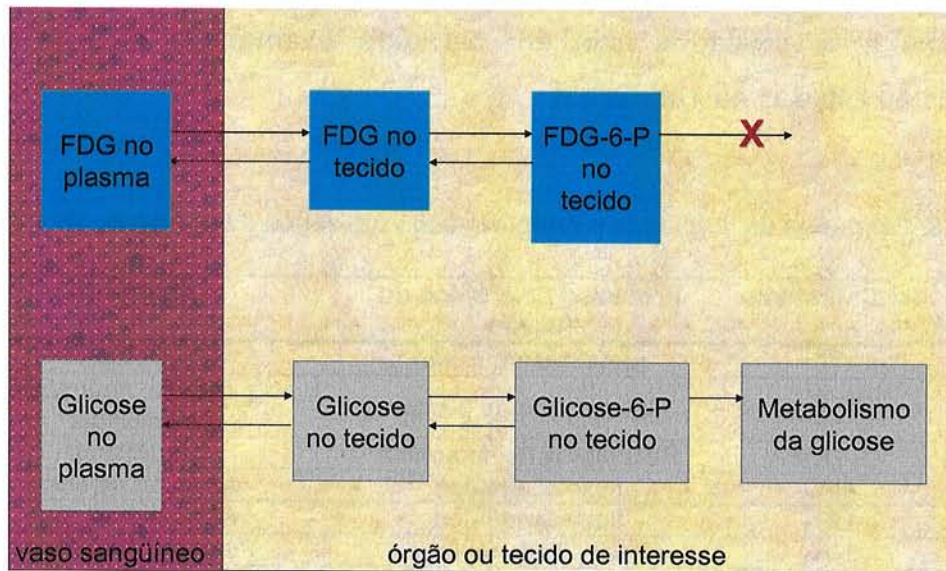 FDG no
plasma
FDG no
tecido
FDG-6-P
no
tecido
X
Glicose
no
plasma
Glicose
no tecido
Glicose-6-P
no tecido
Metabolismo
da glicose
vaso sangüíneo
órgão ou tecido de interesse